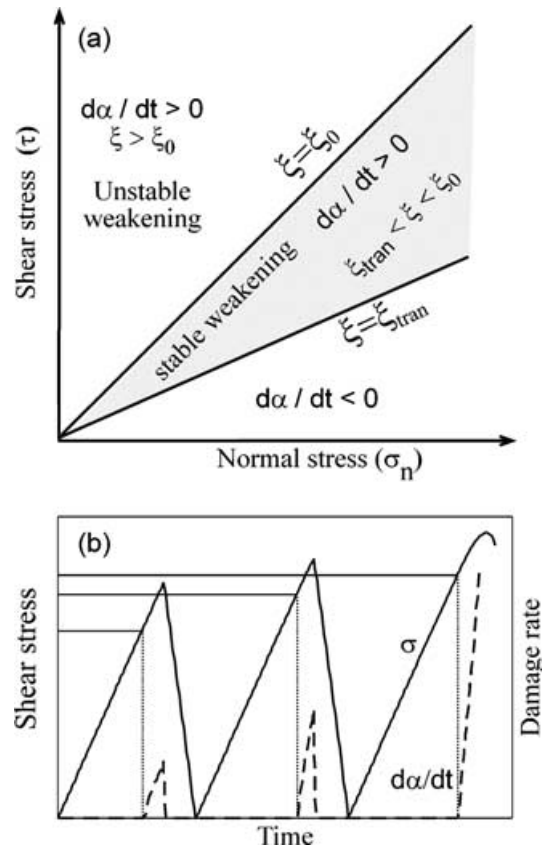 (a)
dα / dt > 0
ξ > ξ₀
Unstable
weakening
Shear stress (τ)
ξ=ξ₀
dα / dt > 0
ξtran < ξ < ξ₀
stable weakening
ξ=ξtran
dα / dt < 0
Normal stress (σn)
(b)
Shear stress
σ
dα/dt
Damage rate
Time